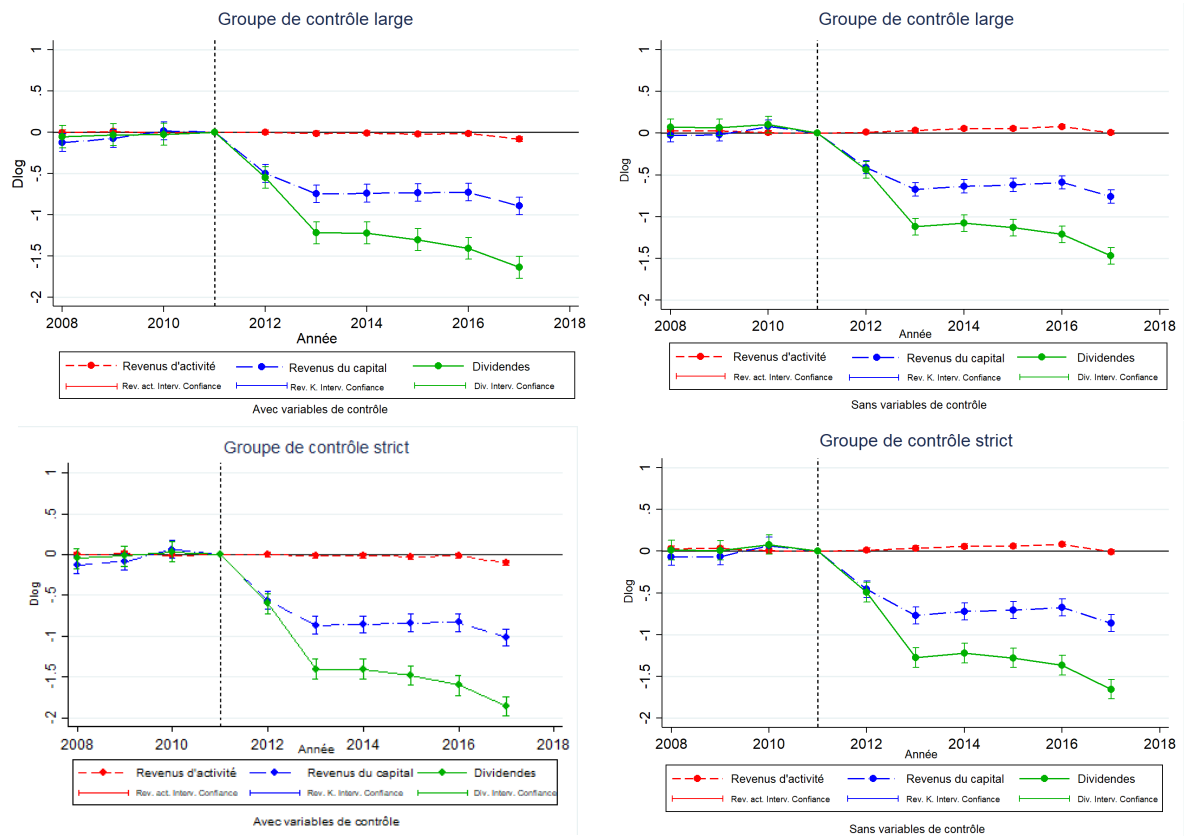 Groupe de contrôle large
1
.5
0
-.5
-1
-1.5
-2
Dlog
2008 2010 2012 2014 2016 2018
Année
Revenus d'activité Revenus du capital Dividendes
Rev. act. Interv. Confiance Rev. K. Interv. Confiance Div. Interv. Confiance
Avec variables de contrôle
Groupe de contrôle large
1
.5
0
-.5
-1
-1.5
-2
Dlog
2008 2010 2012 2014 2016 2018
Année
Revenus d'activité Revenus du capital Dividendes
Rev. act. Interv. Confiance Rev. K. Interv. Confiance Div. Interv. Confiance
Sans variables de contrôle
Groupe de contrôle strict
1
.5
0
-.5
-1
-1.5
-2
Dlog
2008 2010 2012 2014 2016 2018
Année
Revenus d'activité Revenus du capital Dividendes
Rev. act. Interv. Confiance Rev. K. Interv. Confiance Div. Interv. Confiance
Avec variables de contrôle
Groupe de contrôle strict
1
.5
0
-.5
-1
-1.5
-2
Dlog
2008 2010 2012 2014 2016 2018
Année
Revenus d'activité Revenus du capital Dividendes
Rev. act. Interv. Confiance Rev. K. Interv. Confiance Div. Interv. Confiance
Sans variables de contrôle